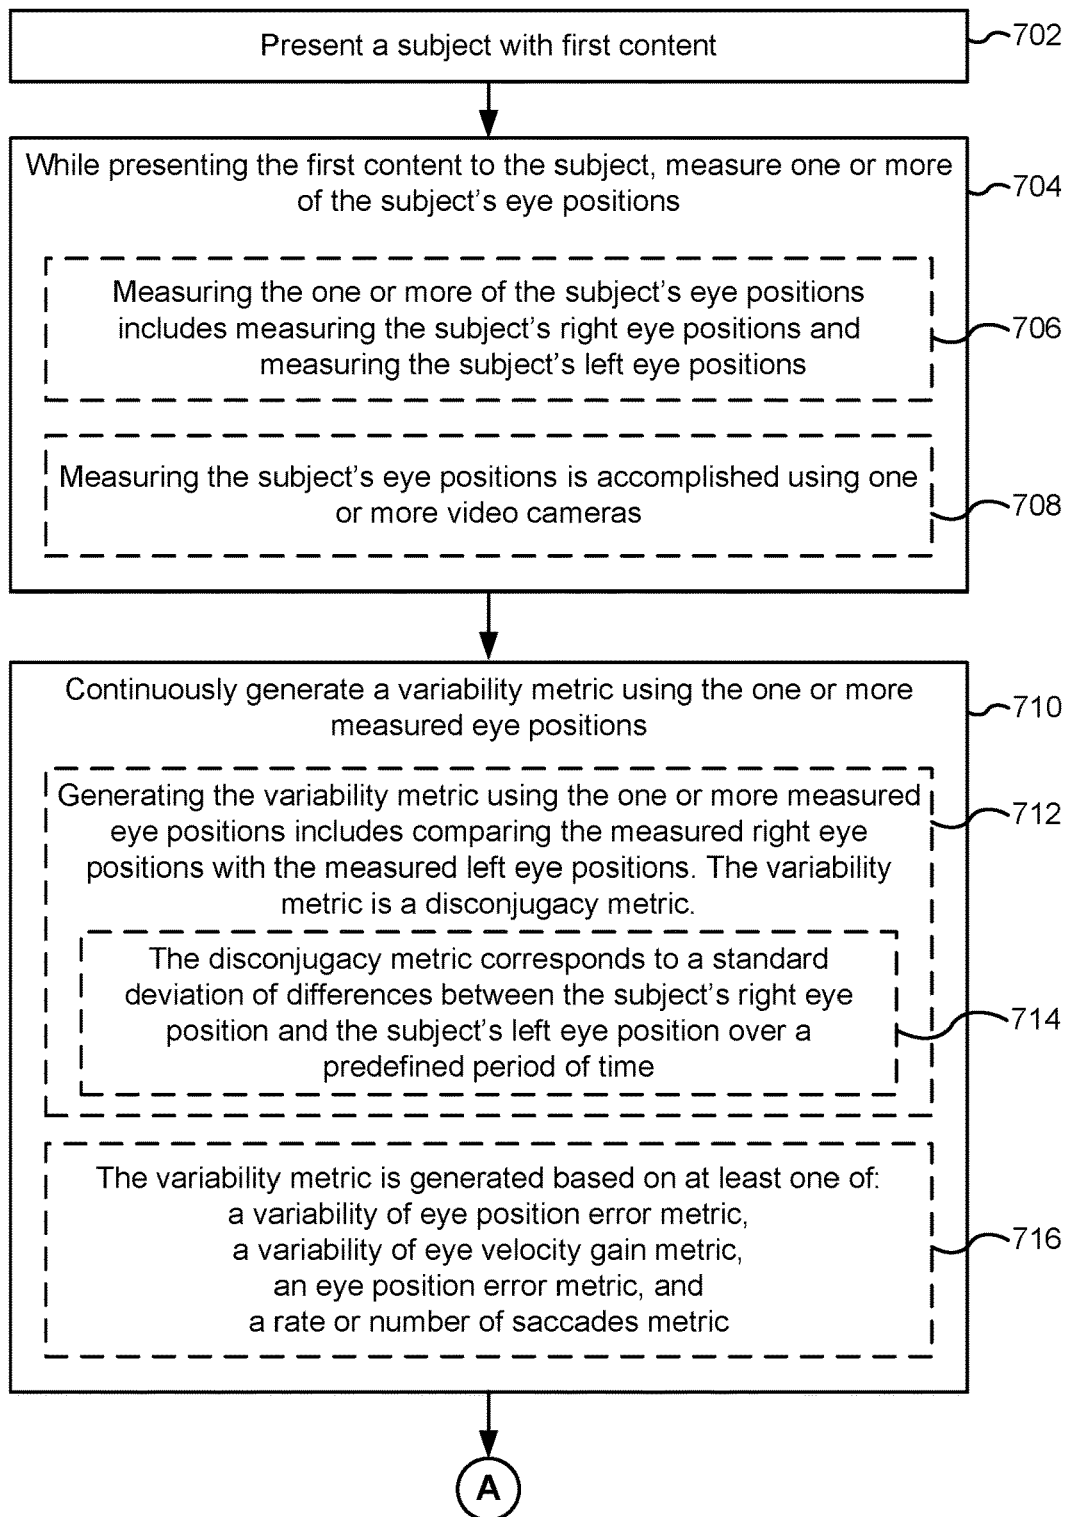 Present a subject with first content
702
While presenting the first content to the subject, measure one or more
of the subject's eye positions
704
Measuring the one or more of the subject's eye positions
includes measuring the subject's right eye positions and
measuring the subject's left eye positions
706
Measuring the subject's eye positions is accomplished using one
or more video cameras
708
Continuously generate a variability metric using the one or more
measured eye positions
710
Generating the variability metric using the one or more measured
eye positions includes comparing the measured right eye
positions with the measured left eye positions. The variability
metric is a disconjugacy metric.
712
The disconjugacy metric corresponds to a standard
deviation of differences between the subject's right eye
position and the subject's left eye position over a
predefined period of time
714
The variability metric is generated based on at least one of:
a variability of eye position error metric,
a variability of eye velocity gain metric,
an eye position error metric, and
a rate or number of saccades metric
716
A